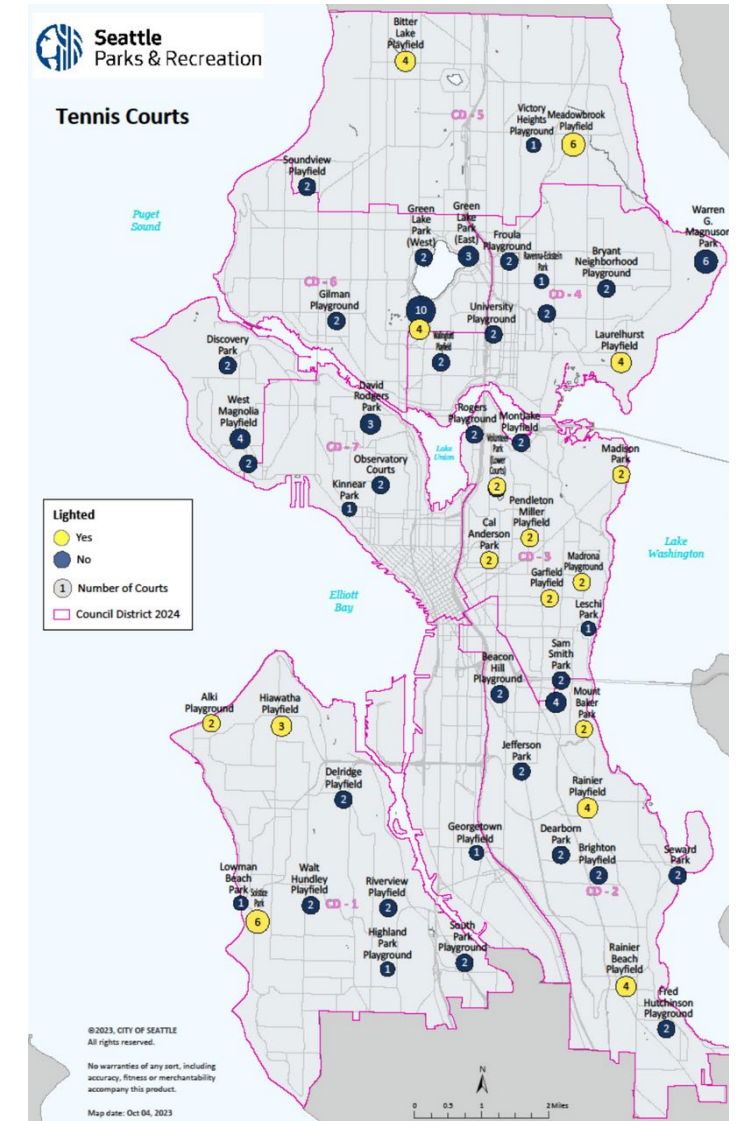 Seattle
Parks & Recreation
Tennis Courts
Bitter
Lake
Playfield
4
CD - 5
Victory
Heights
Playground
1
Meadowbrook
Playfield
6
Soundview
Playfield
2
Puget
Sound
Green
Lake
Park
(West)
2
Green
Lake
Park
(East)
3
Froula
Playground
2
Ravenna-Eckstein
Park
1
Bryant
Neighborhood
Playground
2
Warren
G.
Magnuson
Park
6
CD - 6
Gilman
Playground
2
10
4
CD - 4
2
University
Playground
2
Wallingford
Playfield
2
Laurelhurst
Playfield
4
Discovery
Park
2
West
Magnolia
Playfield
4
2
David
Rodgers
Park
3
CD - 7
Observatory
Courts
2
Kinnear
Park
1
Lake
Union
Rogers
Playground
2
Montlake
Playfield
2
Volunteer
Park
(Lower
Courts)
2
Madison
Park
2
Pendleton
Miller
Playfield
2
Cal
Anderson
Park
2
CD - 3
Madrona
Playground
2
Garfield
Playfield
2
Leschi
Park
1
Lake
Washington
Lighted
Yes
No
1 Number of Courts
Council District 2024
Elliott
Bay
Sam
Smith
Park
2
4
Beacon
Hill
Playground
2
Mount
Baker
Park
2
Alki
Playground
2
Hiawatha
Playfield
3
Jefferson
Park
2
Delridge
Playfield
2
Rainier
Playfield
4
Georgetown
Playfield
1
Dearborn
Park
2
Brighton
Playfield
2
CD - 2
Seward
Park
2
Lowman
Beach
Park
1
Solstice
Park
6
Walt
Hundley
Playfield
2
CD - 1
Riverview
Playfield
2
Highland
Park
Playground
1
South
Park
Playground
2
Rainier
Beach
Playfield
4
Fred
Hutchinson
Playground
2
©2023, CITY OF SEATTLE
All rights reserved.
No warranties of any sort, including
accuracy, fitness or merchantability
accompany this product.
Map date: Oct 04, 2023
N
0 0.5 1 2 Miles